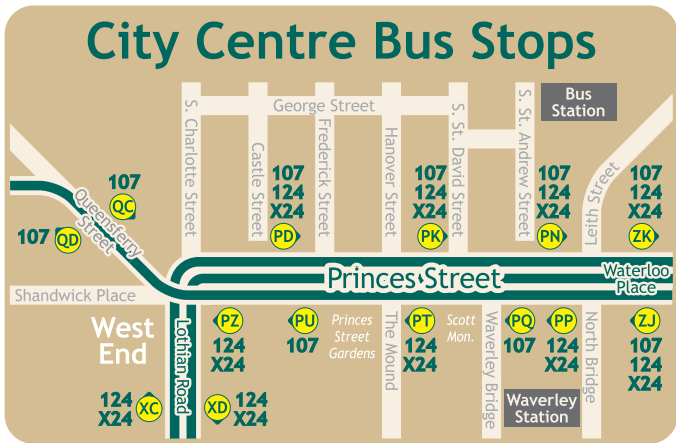 City Centre Bus Stops
Bus
Station
George Street
S. Charlotte Street
Castle Street
Frederick Street
Hanover Street
S. St. David Street
S. St. Andrew Street
Leith Street
107
QC
107 QD
Queensferry
Street
107
124
X24
PD
107
124
X24
PK
107
124
X24
PN
107
124
X24
ZK
Princes Street
Waterloo
Place
Shandwick Place
West
End
Lothian Road
PZ
124
X24
PU
107
Princes
Street
Gardens
The Mound
PT
124
X24
Scott
Mon.
Waverley Bridge
PQ
107
PP
124
X24
North Bridge
ZJ
107
124
X24
Waverley
Station
124
X24
XC
XD
124
X24